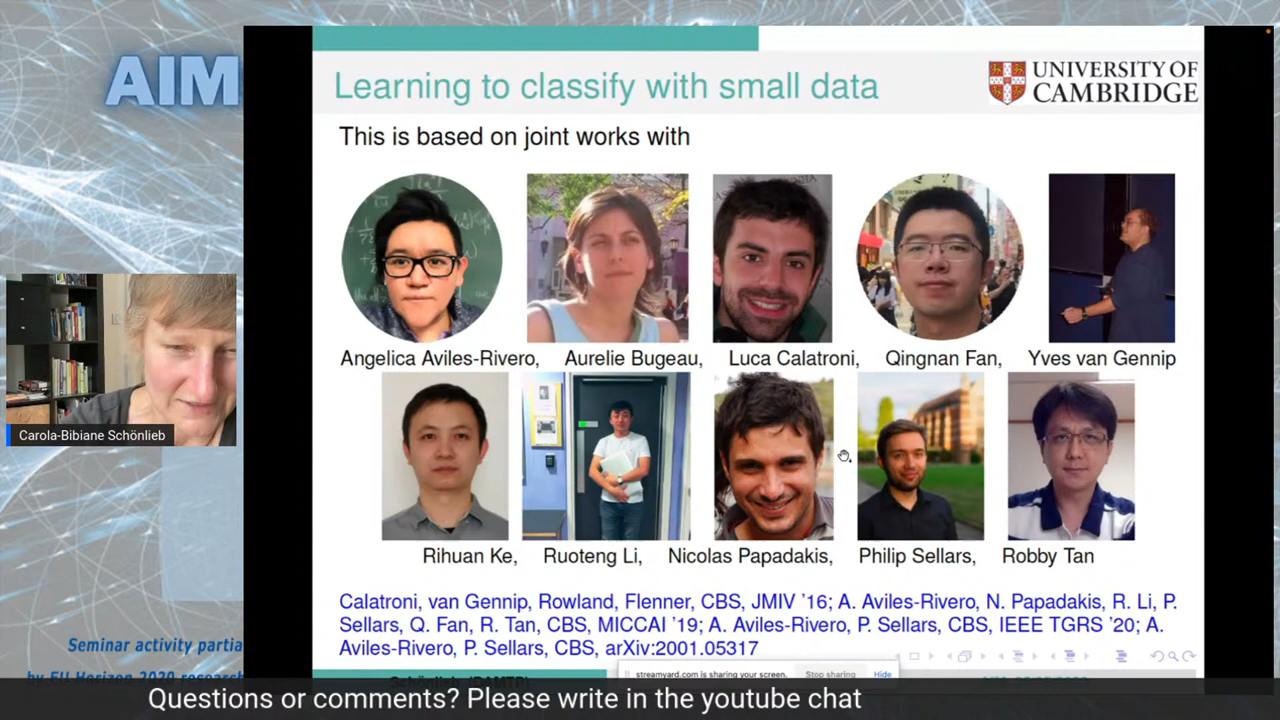 AIM
Learning to classify with small data
UNIVERSITY OF
CAMBRIDGE
This is based on joint works with
Angelica Aviles-Rivero, Aurelie Bugeau, Luca Calatroni, Qingnan Fan, Yves van Gennip
Rihuan Ke, Ruoteng Li, Nicolas Papadakis, Philip Sellars, Robby Tan
Carola-Bibiane Schönlieb
Calatroni, van Gennip, Rowland, Flenner, CBS, JMIV '16; A. Aviles-Rivero, N. Papadakis, R. Li, P.
Sellars, Q. Fan, R. Tan, CBS, MICCAI '19; A. Aviles-Rivero, P. Sellars, CBS, IEEE TGRS '20; A.
Aviles-Rivero, P. Sellars, CBS, arXiv:2001.05317
Seminar activity partia
streamyard.com is sharing your screen. Stop sharing Hide
by EU Horizon 2020 research
Questions or comments? Please write in the youtube chat